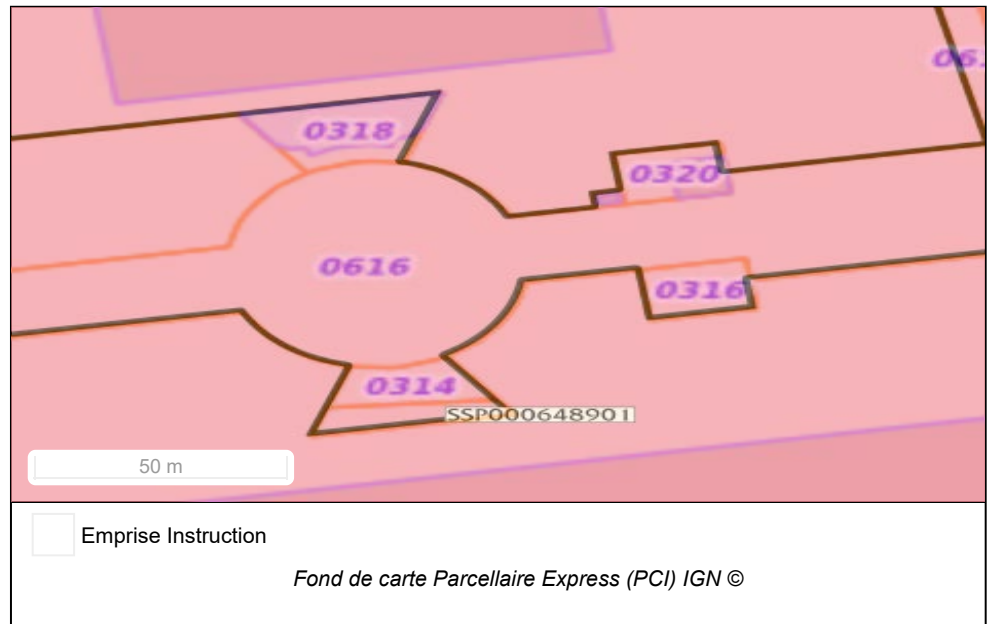 0318
0320
0616
0316
0314
SSP000648901
50 m
Emprise Instruction
Fond de carte Parcellaire Express (PCI) IGN ©